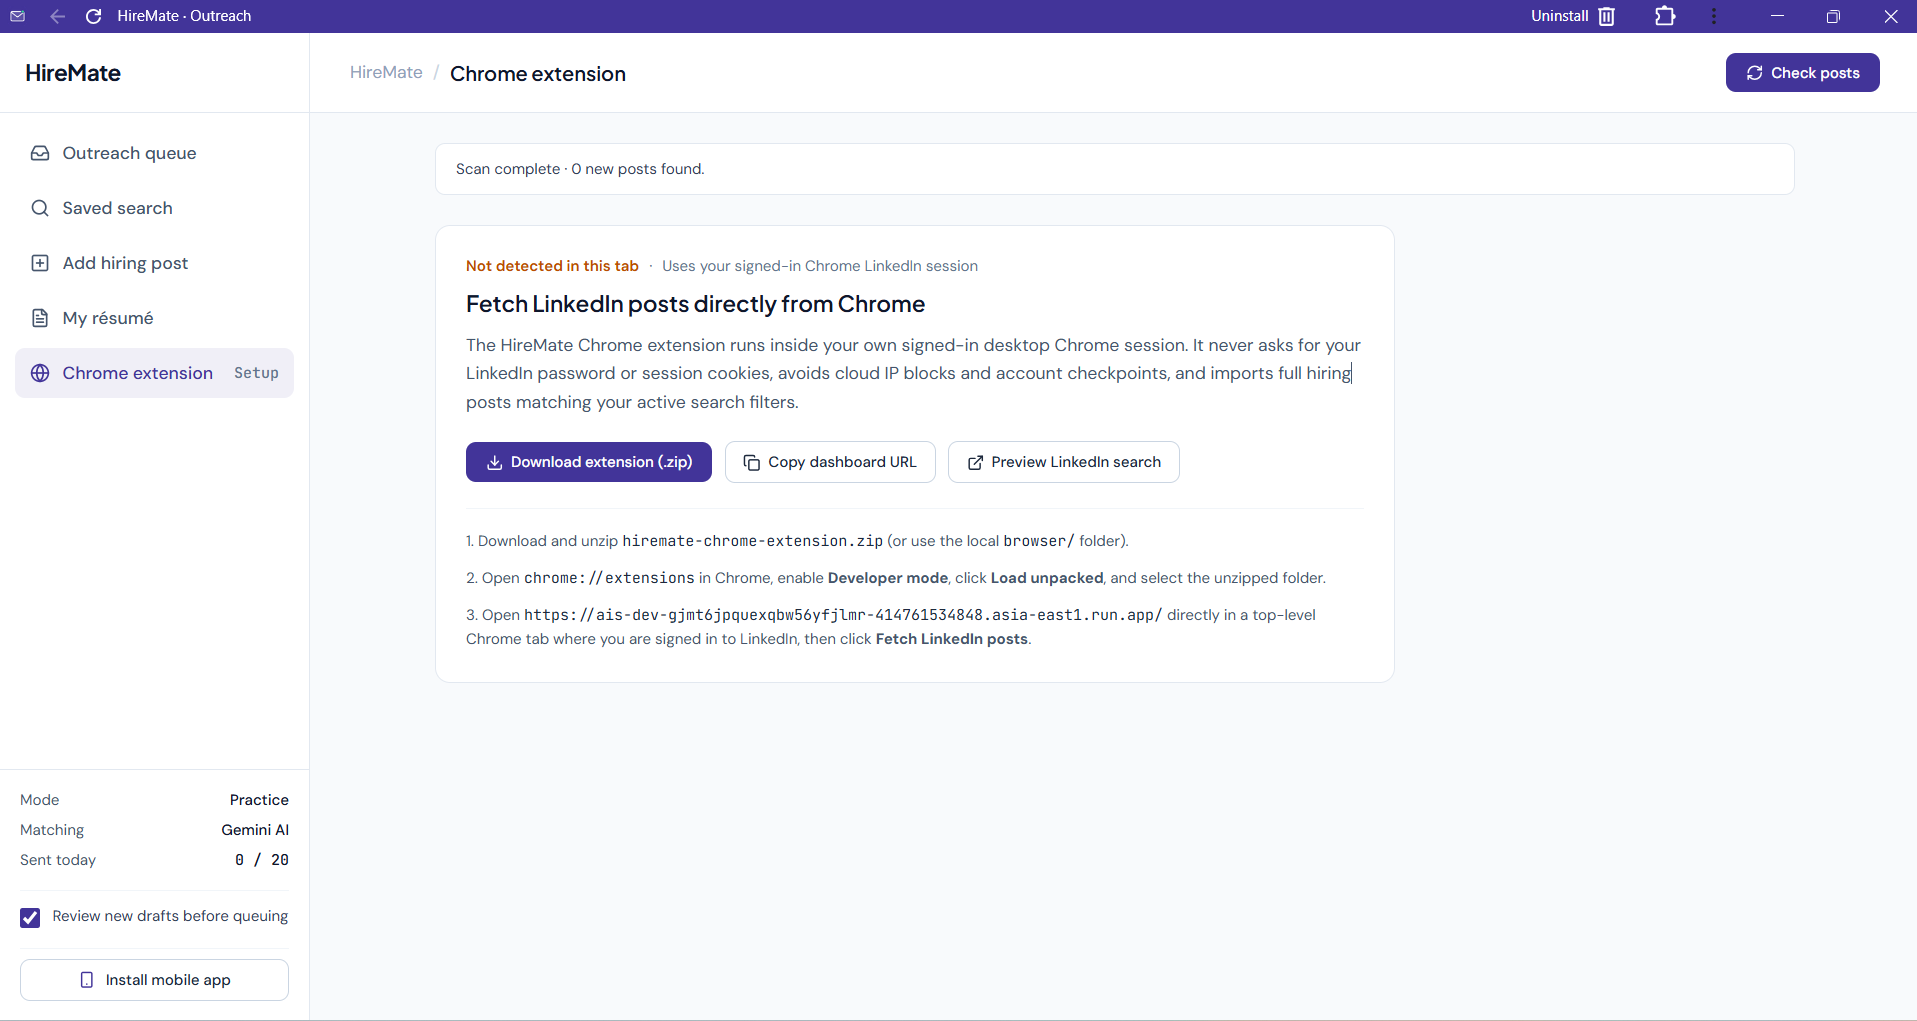 HireMate · Outreach
Uninstall
HireMate
HireMate / Chrome extension
Check posts
Outreach queue
Saved search
Add hiring post
My résumé
Chrome extension Setup
Scan complete · 0 new posts found.
Not detected in this tab · Uses your signed-in Chrome LinkedIn session
Fetch LinkedIn posts directly from Chrome
The HireMate Chrome extension runs inside your own signed-in desktop Chrome session. It never asks for your
LinkedIn password or session cookies, avoids cloud IP blocks and account checkpoints, and imports full hiring
posts matching your active search filters.
Download extension (.zip)
Copy dashboard URL
Preview LinkedIn search
1. Download and unzip hiremate-chrome-extension.zip (or use the local browser/ folder).
2. Open chrome://extensions in Chrome, enable Developer mode, click Load unpacked, and select the unzipped folder.
3. Open https://ais-dev-gjmt6jpquexqbw56yfjlmr-414761534848.asia-east1.run.app/ directly in a top-level
Chrome tab where you are signed in to LinkedIn, then click Fetch LinkedIn posts.
Mode Practice
Matching Gemini AI
Sent today 0 / 20
Review new drafts before queuing
Install mobile app